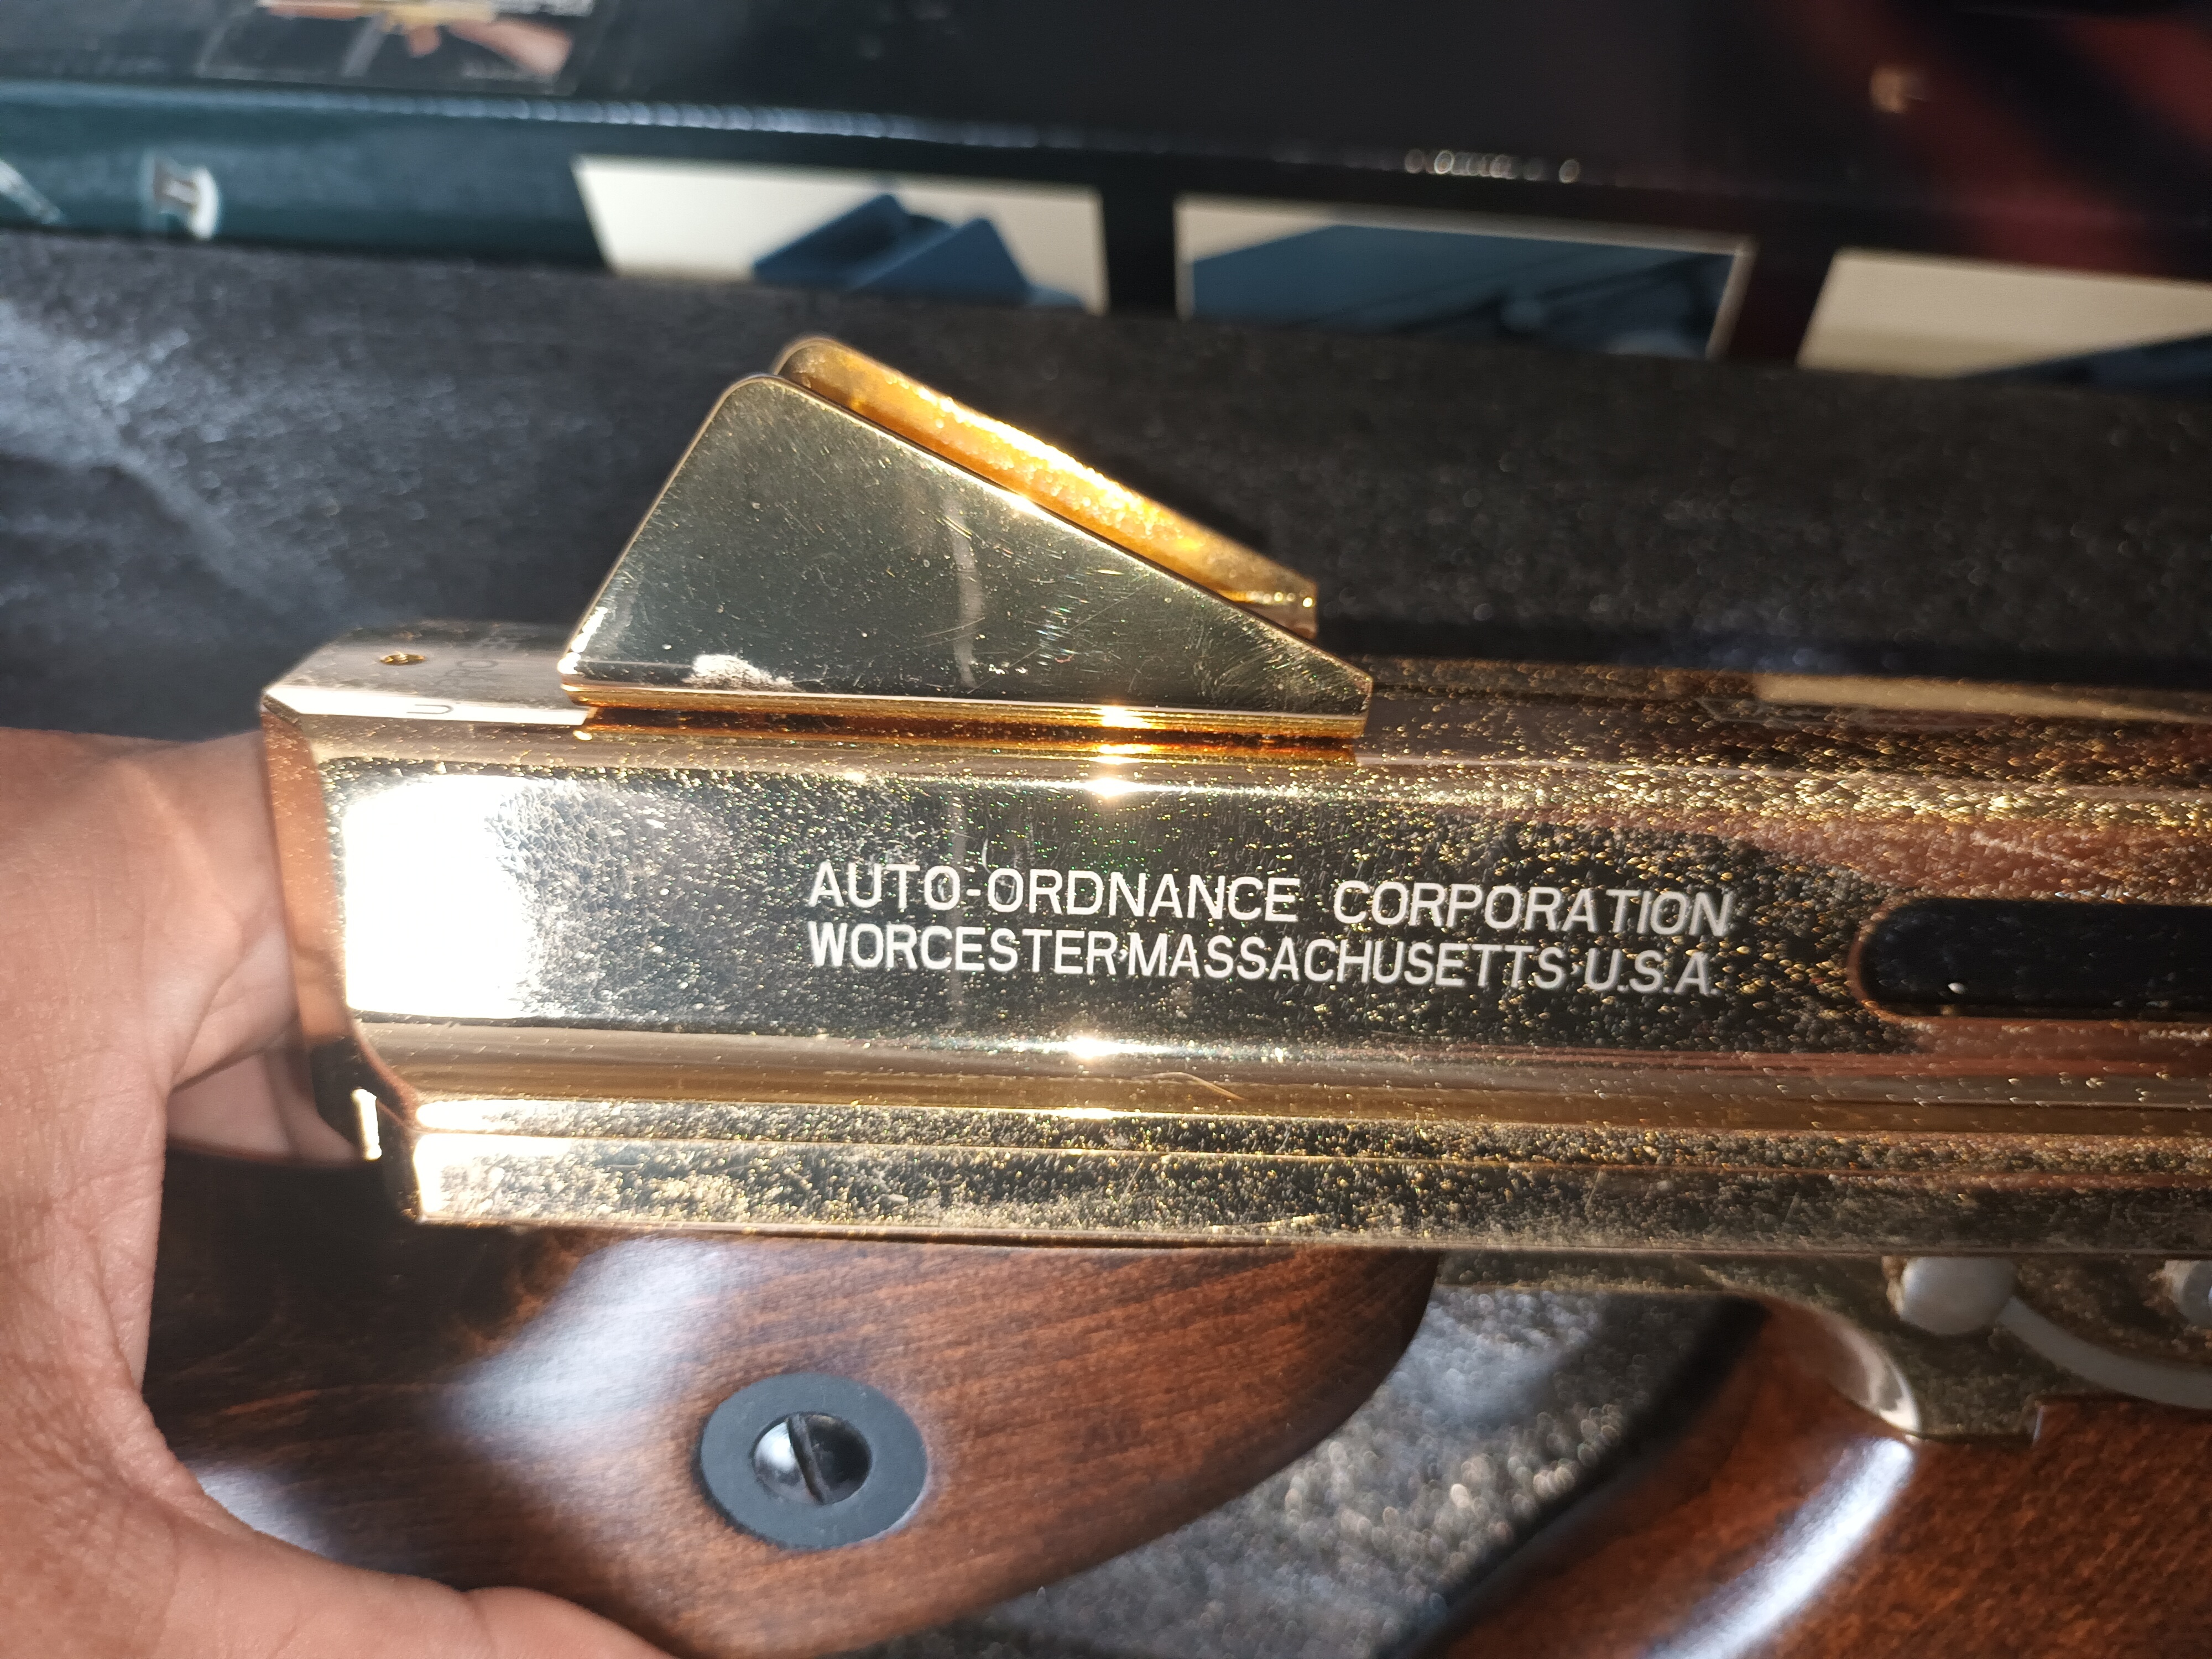 AUTO-ORDNANCE CORPORATION
WORCESTER, MASSACHUSETTS, U.S.A.